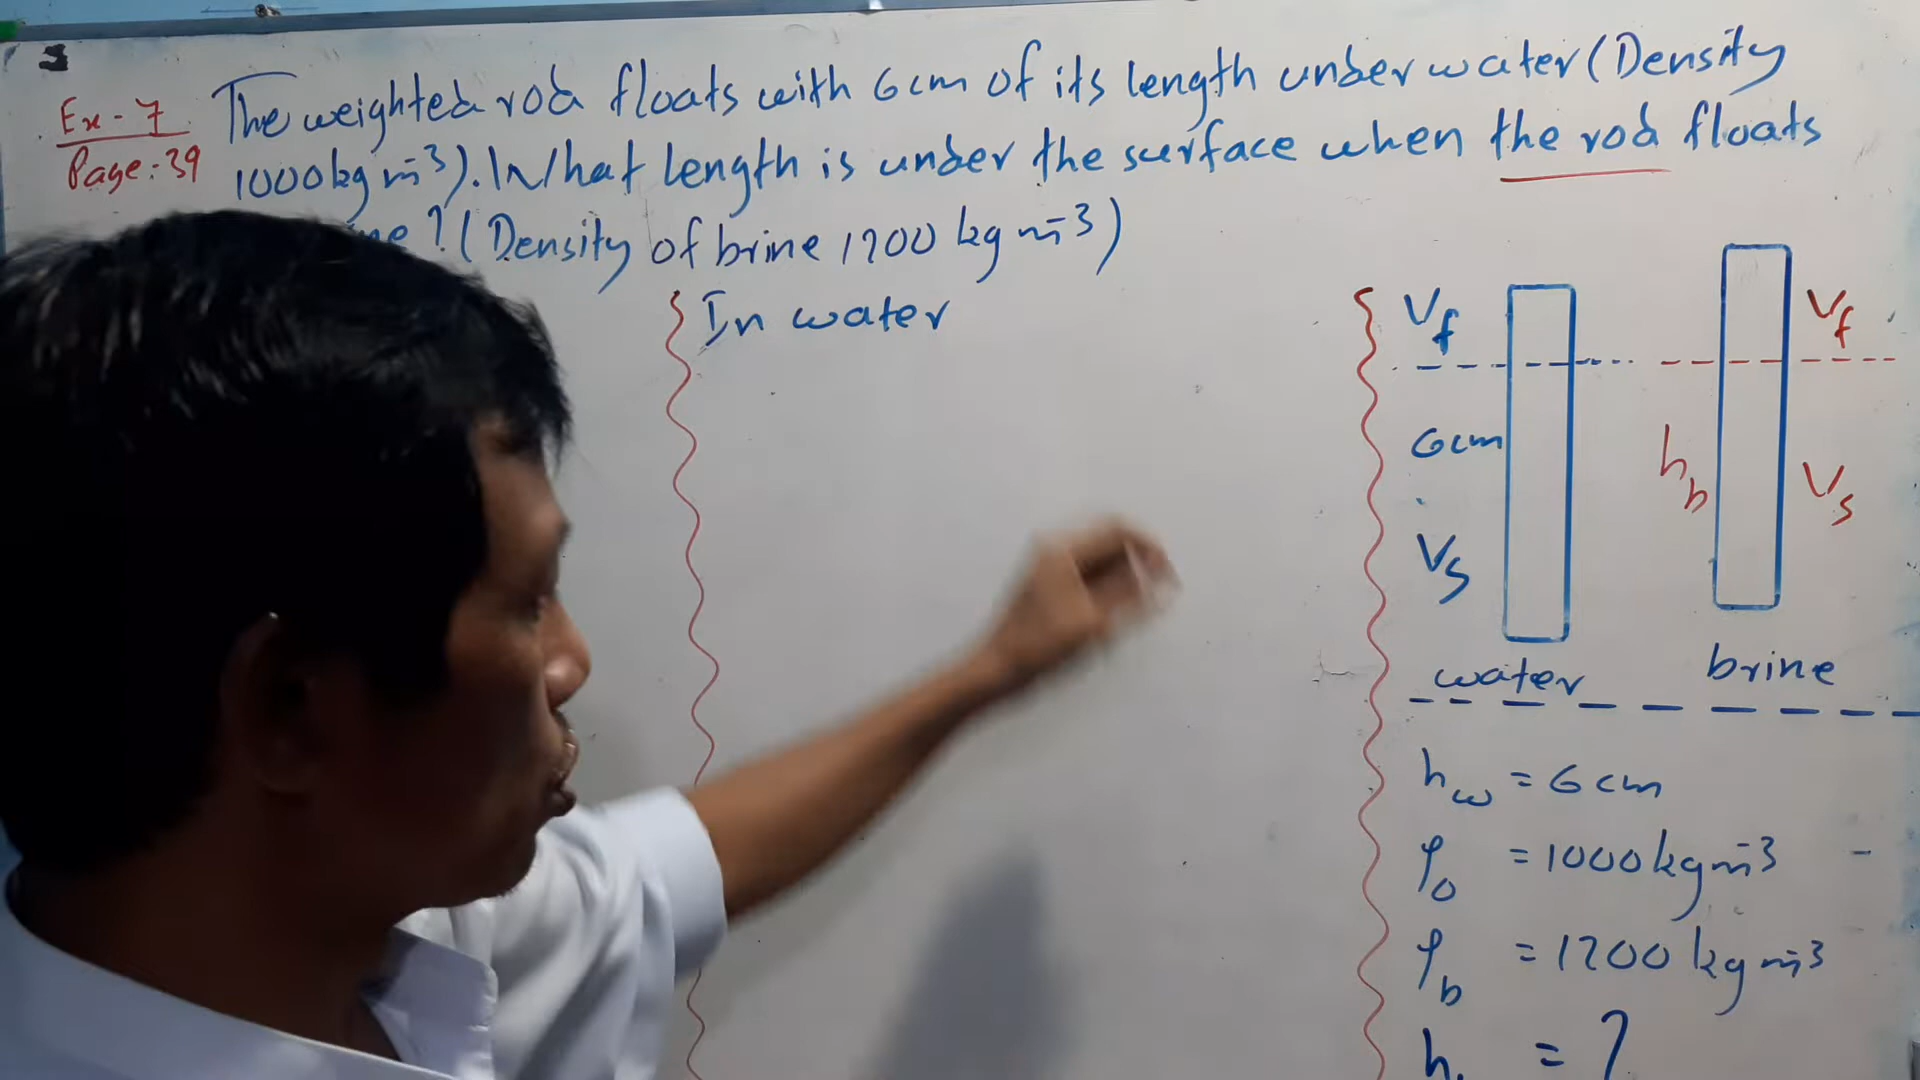 Ex-7
Page:39
The weighted rod floats with 6cm of its length under water (Density
1000kg m⁻³). What length is under the surface when the rod floats
? (Density of brine 1200 kg m⁻³)
In water
Vf
6cm
Vs
water
Vf
hb
Vs
brine
hw = 6cm
ρo = 1000kg m⁻³
ρb = 1200 kg m⁻³
h = ?